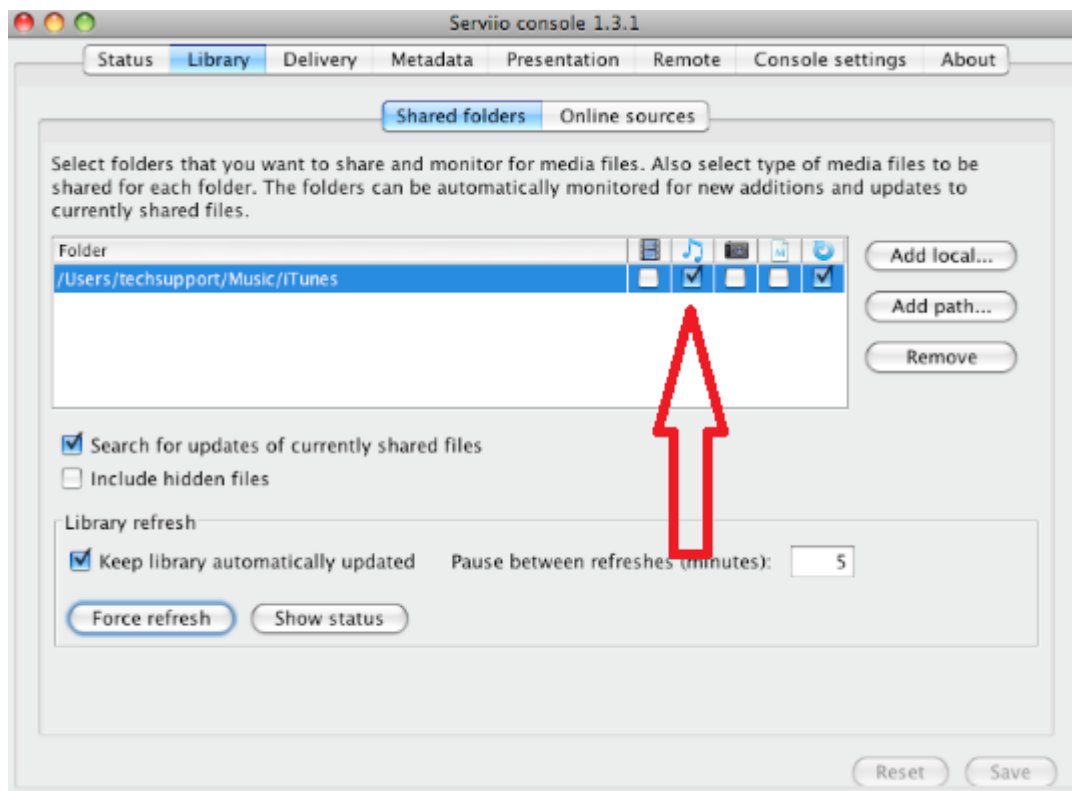 Serviio console 1.3.1
Status Library Delivery Metadata Presentation Remote Console settings About
Shared folders Online sources
Select folders that you want to share and monitor for media files. Also select type of media files to be
shared for each folder. The folders can be automatically monitored for new additions and updates to
currently shared files.
Folder
M
Add local...
/Users/techsupport/Music/iTunes
Add path...
Remove
Search for updates of currently shared files
Include hidden files
Library refresh
Keep library automatically updated Pause between refreshes (minutes): 5
Force refresh Show status
Reset Save